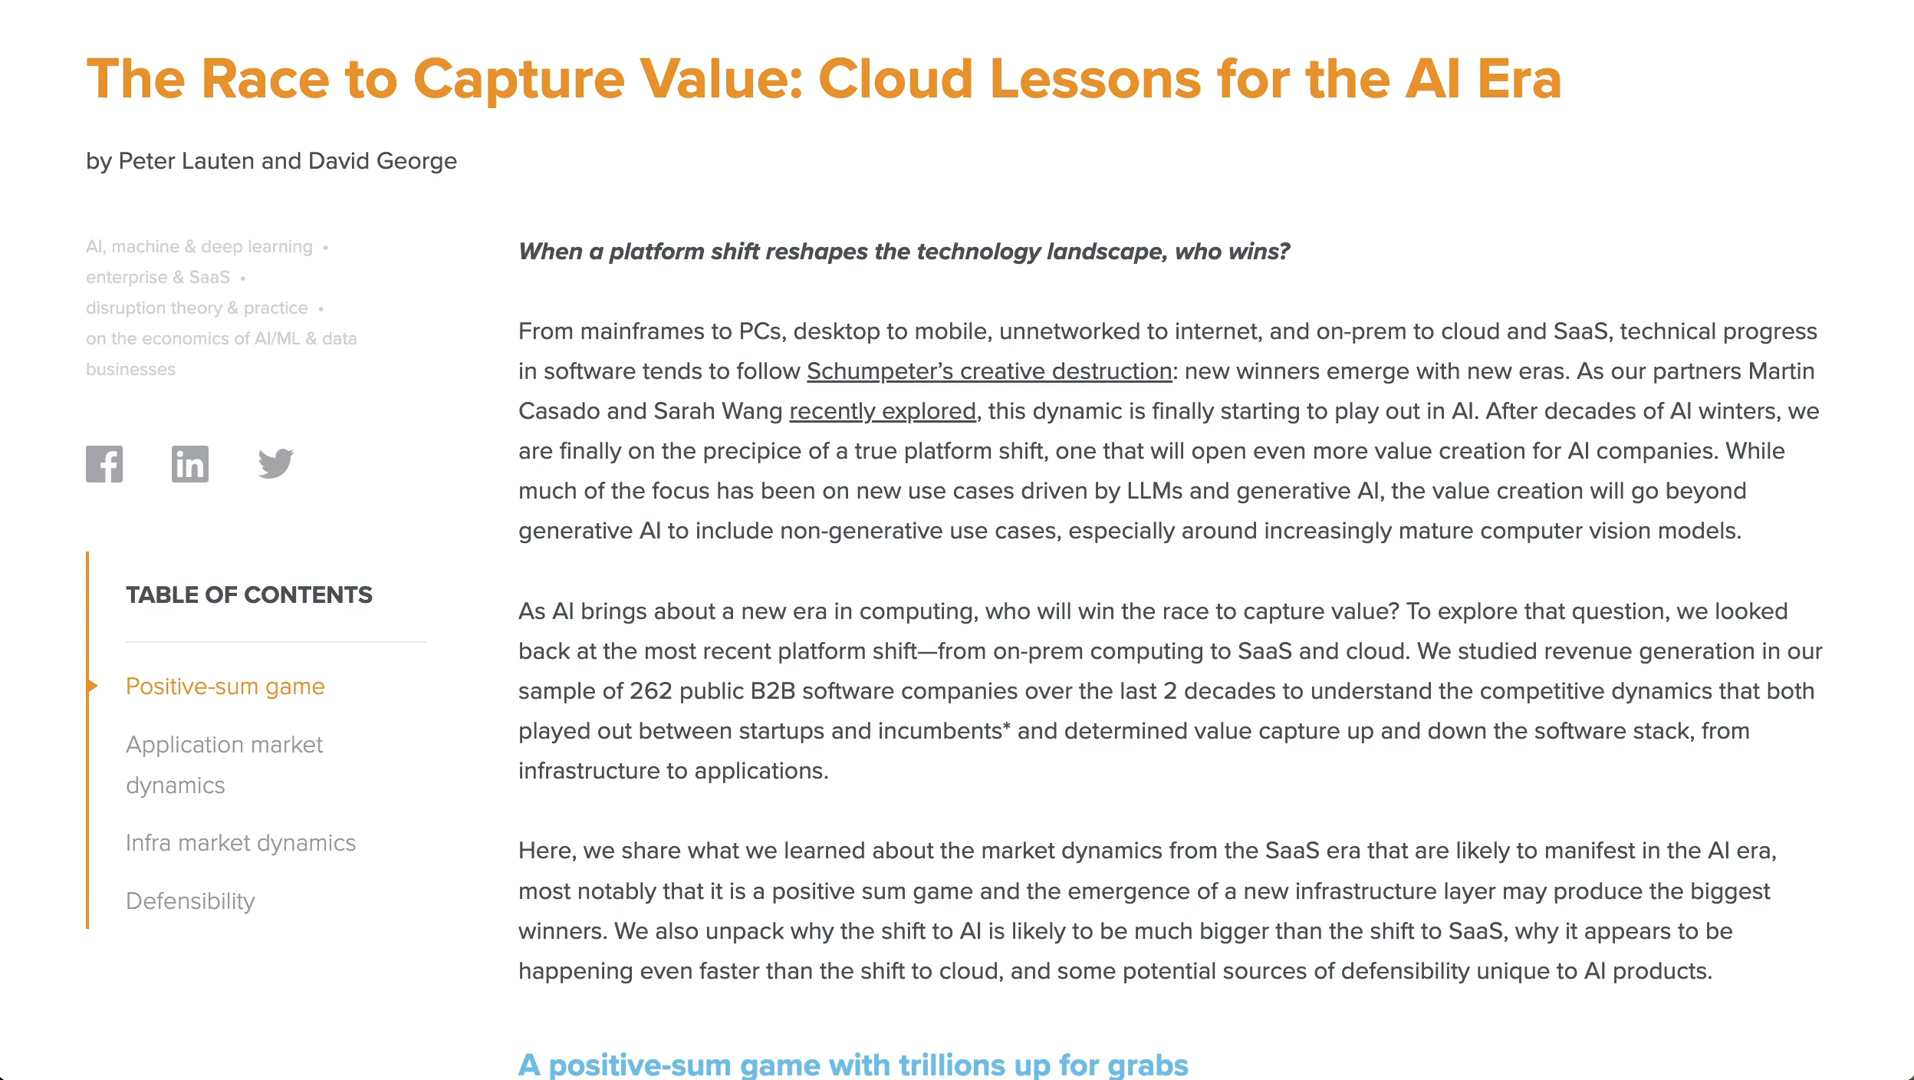 The Race to Capture Value: Cloud Lessons for the AI Era
by Peter Lauten and David George
AI, machine & deep learning •
enterprise & SaaS •
disruption theory & practice •
on the economics of AI/ML & data
businesses
TABLE OF CONTENTS
Positive-sum game
Application market
dynamics
Infra market dynamics
Defensibility
When a platform shift reshapes the technology landscape, who wins?
From mainframes to PCs, desktop to mobile, unnetworked to internet, and on-prem to cloud and SaaS, technical progress
in software tends to follow Schumpeter’s creative destruction: new winners emerge with new eras. As our partners Martin
Casado and Sarah Wang recently explored, this dynamic is finally starting to play out in AI. After decades of AI winters, we
are finally on the precipice of a true platform shift, one that will open even more value creation for AI companies. While
much of the focus has been on new use cases driven by LLMs and generative AI, the value creation will go beyond
generative AI to include non-generative use cases, especially around increasingly mature computer vision models.
As AI brings about a new era in computing, who will win the race to capture value? To explore that question, we looked
back at the most recent platform shift—from on-prem computing to SaaS and cloud. We studied revenue generation in our
sample of 262 public B2B software companies over the last 2 decades to understand the competitive dynamics that both
played out between startups and incumbents* and determined value capture up and down the software stack, from
infrastructure to applications.
Here, we share what we learned about the market dynamics from the SaaS era that are likely to manifest in the AI era,
most notably that it is a positive sum game and the emergence of a new infrastructure layer may produce the biggest
winners. We also unpack why the shift to AI is likely to be much bigger than the shift to SaaS, why it appears to be
happening even faster than the shift to cloud, and some potential sources of defensibility unique to AI products.
A positive-sum game with trillions up for grabs